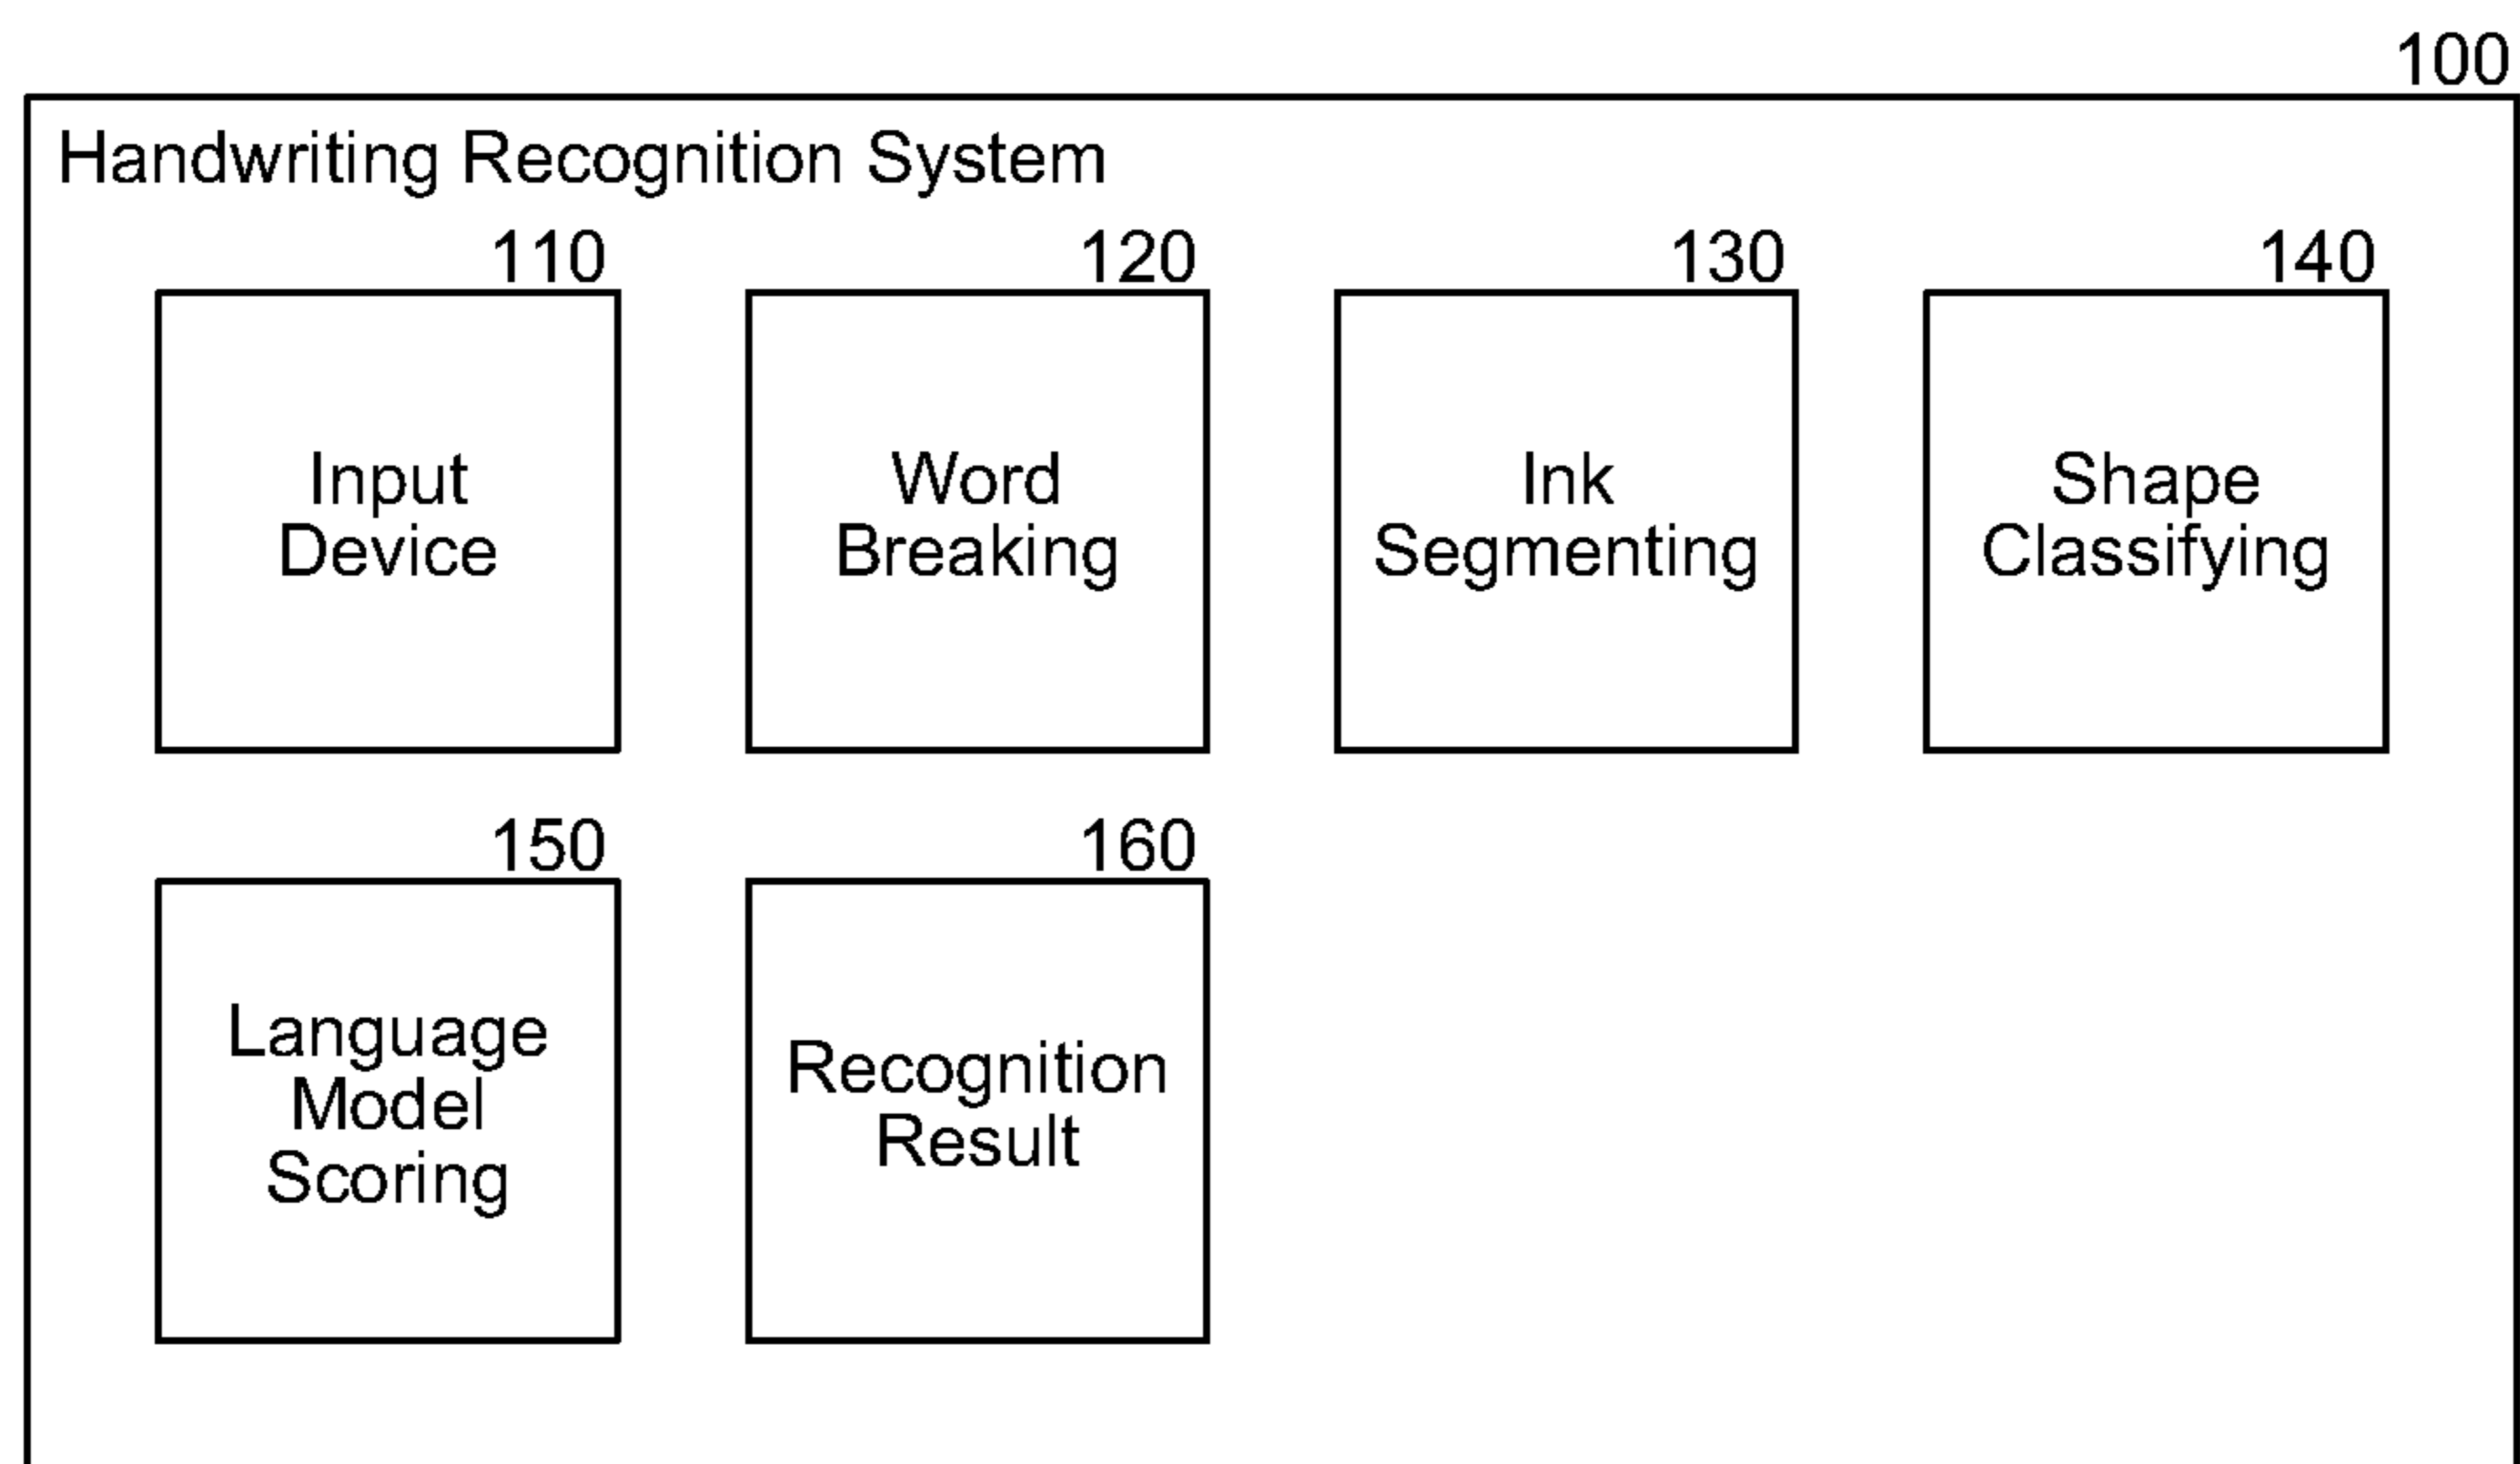 100
Handwriting Recognition System
110
Input
Device
120
Word
Breaking
130
Ink
Segmenting
140
Shape
Classifying
150
Language
Model
Scoring
160
Recognition
Result